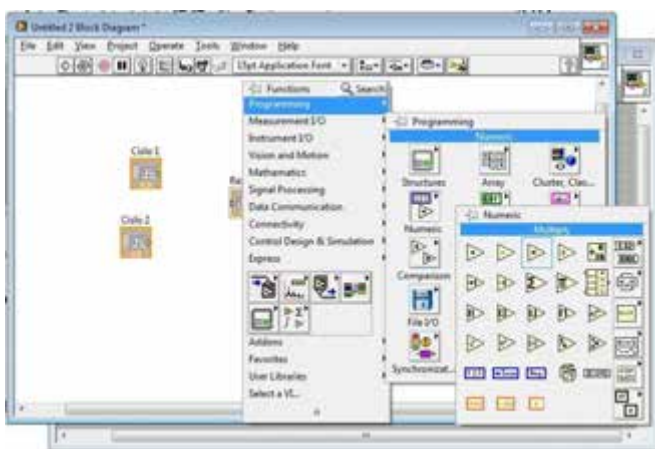 Untitled 2 Block Diagram *
File Edit View Project Operate Tools Window Help
15pt Application Font
Functions
Search
Programming
Measurement I/O
Instrument I/O
Vision and Motion
Mathematics
Signal Processing
Data Communication
Connectivity
Control Design & Simulation
Express
Addons
Favorites
User Libraries
Select a VI...
Cislo 1
Cislo 2
Programming
Numeric
Structures
Array
Cluster, Clas...
Numeric
Comparison
File I/O
Synchronizat...
Numeric
Multiply